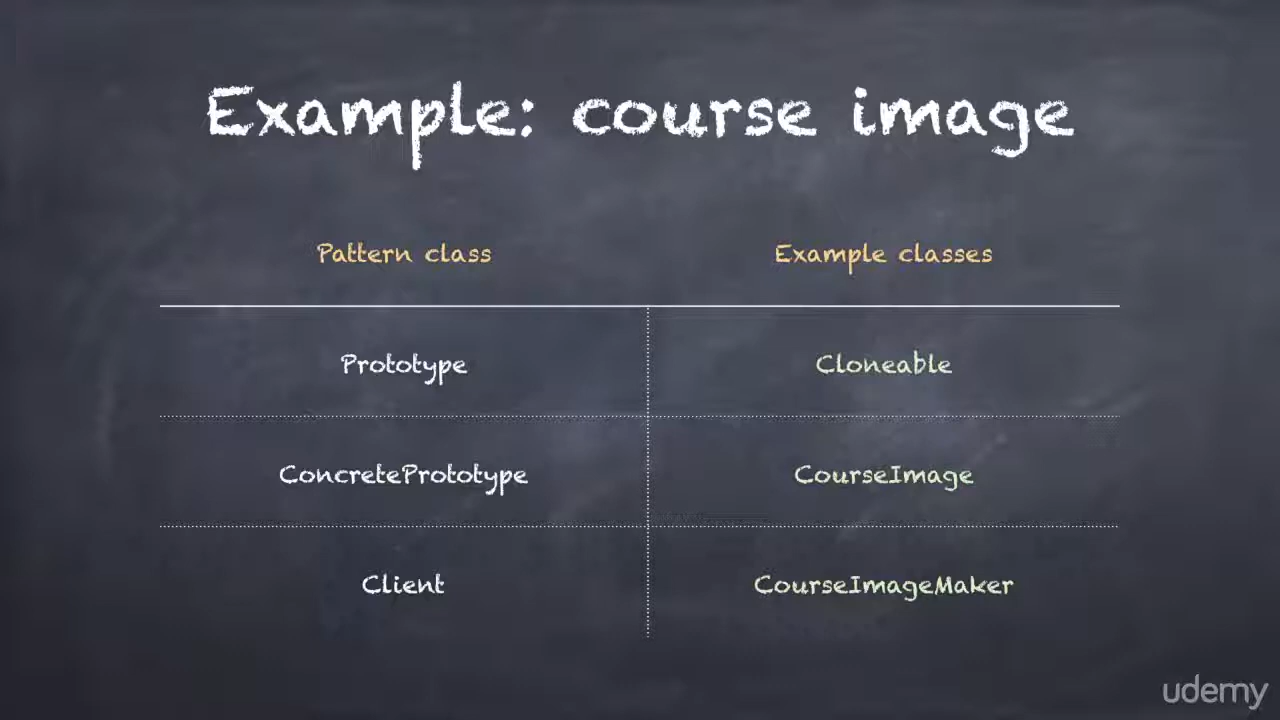 Example: course image
Pattern class Example classes
Prototype Cloneable
ConcretePrototype CourseImage
Client CourseImageMaker
udemy